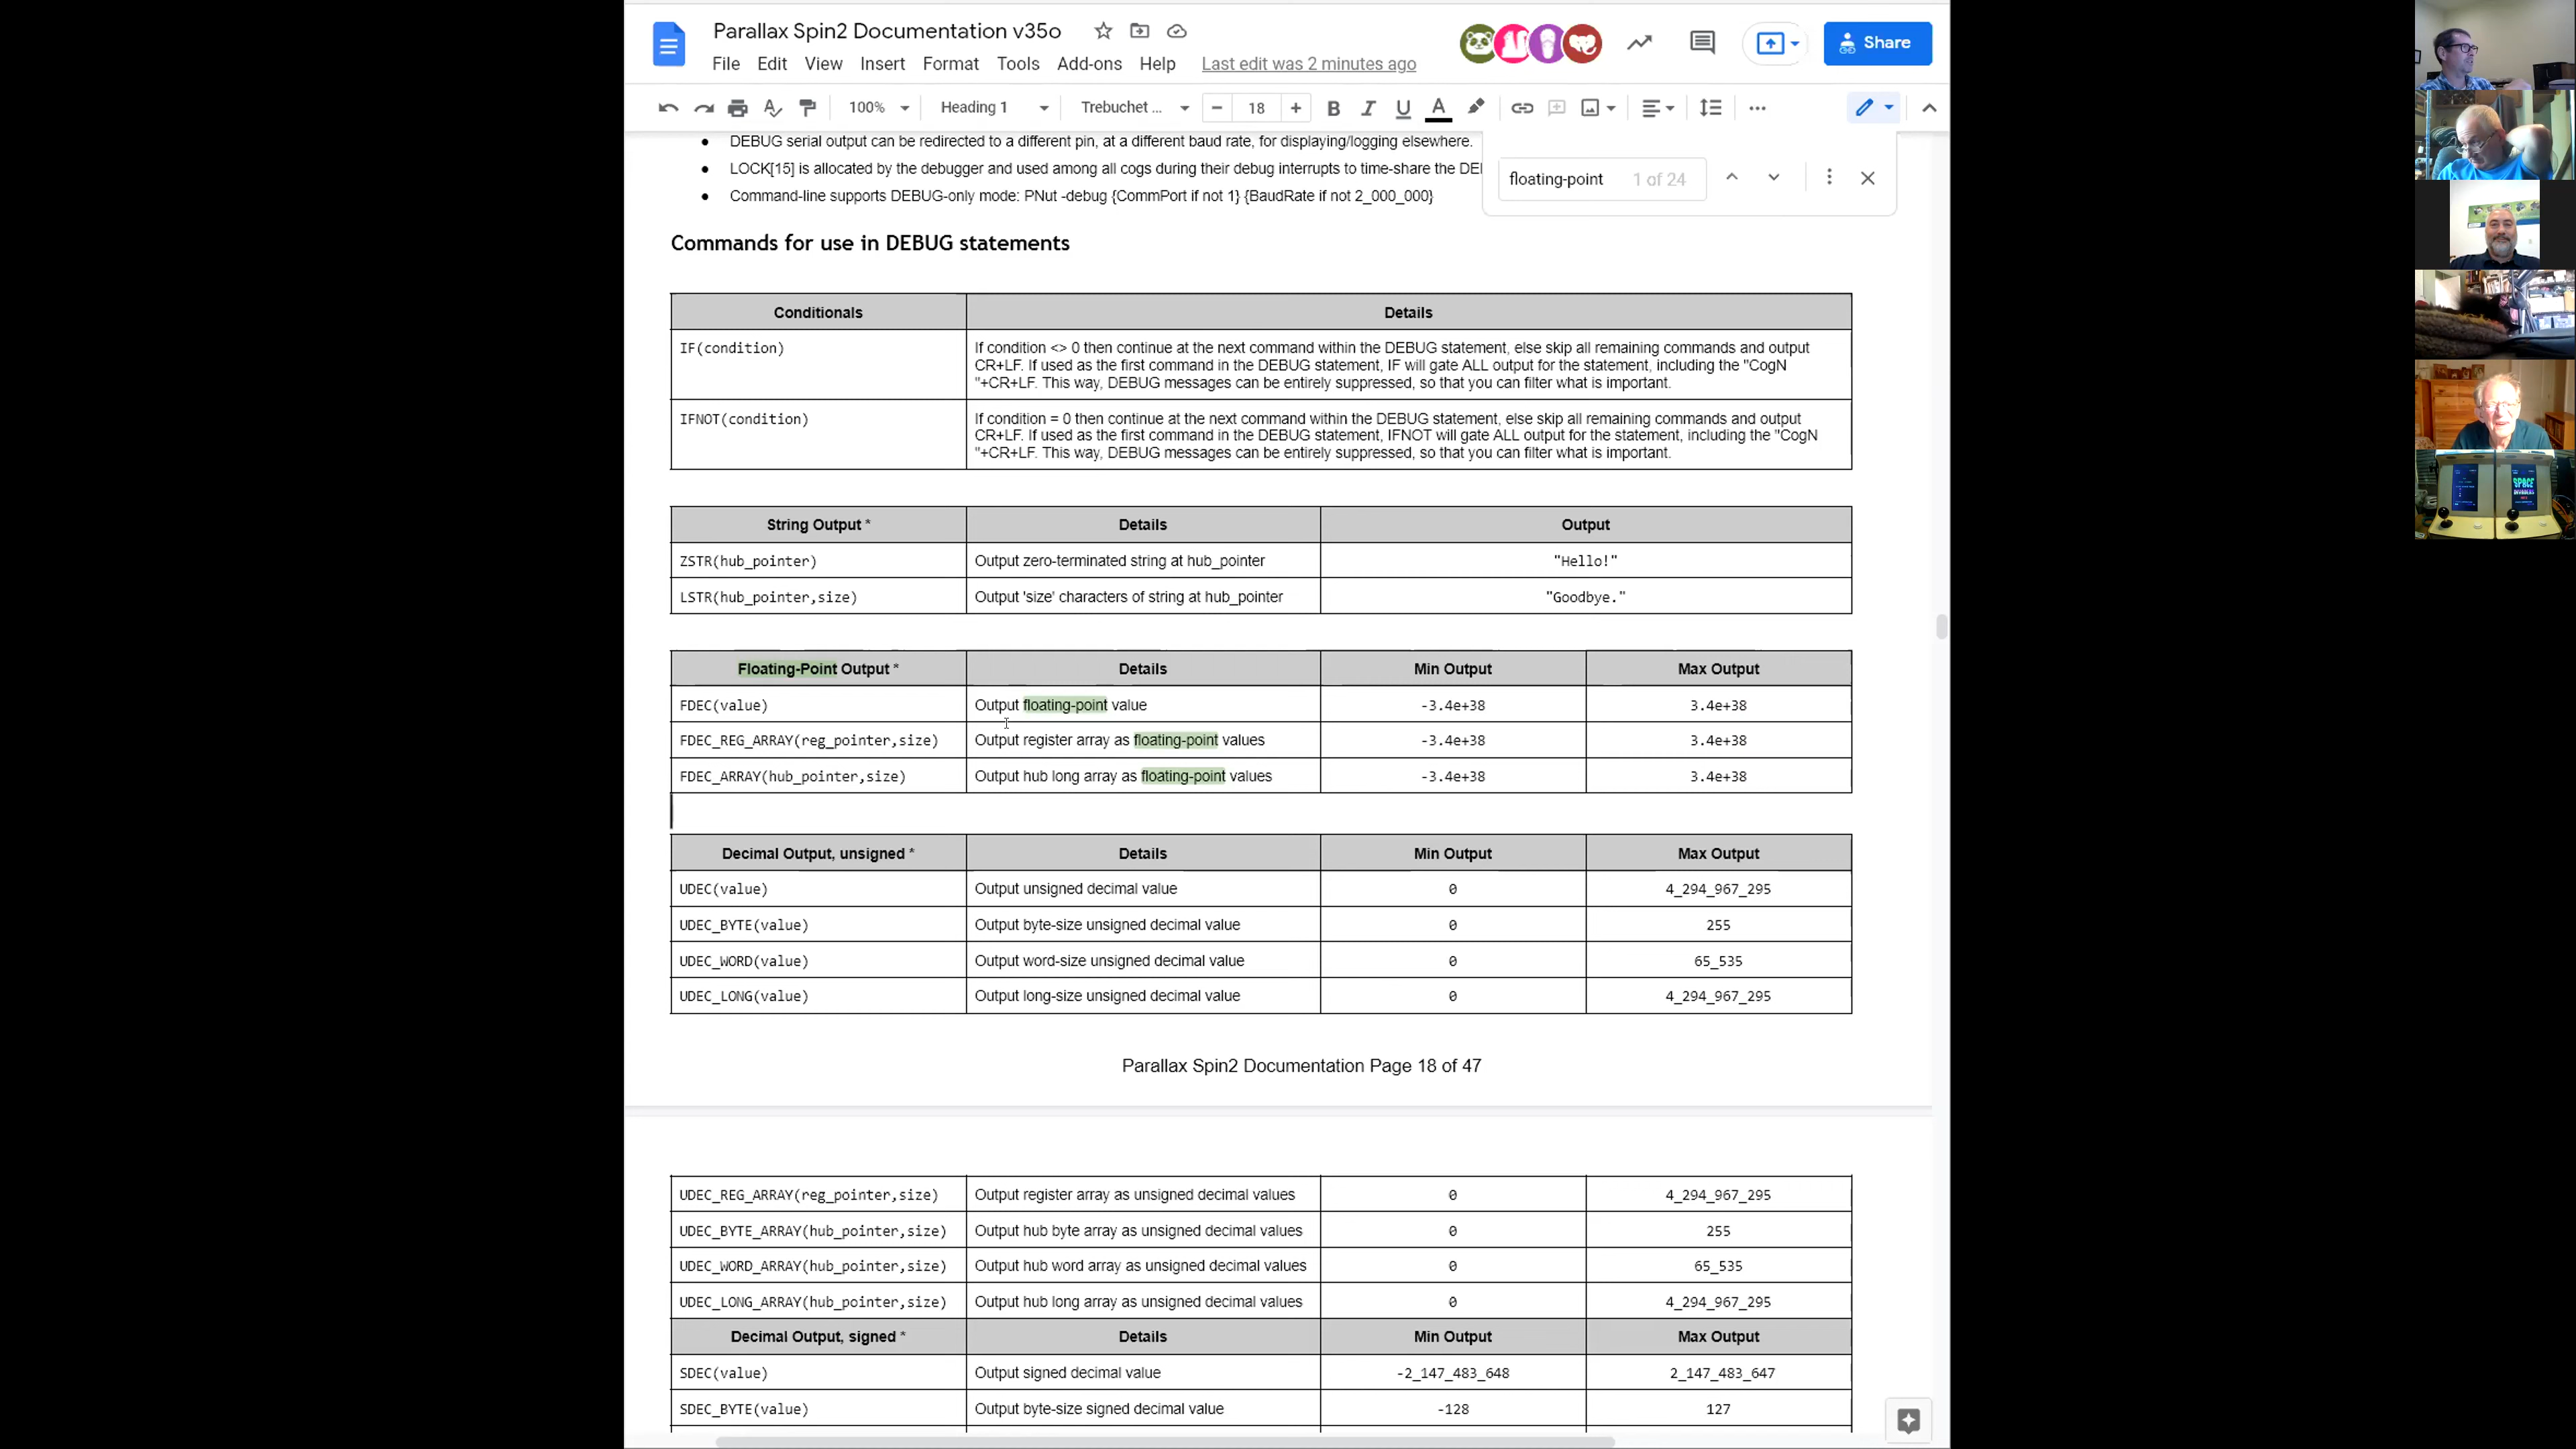 Parallax Spin2 Documentation v35o
File Edit View Insert Format Tools Add-ons Help Last edit was 2 minutes ago
Share
100% Heading 1 Trebuchet ... 18 B I U A
floating-point 1 of 24
DEBUG serial output can be redirected to a different pin, at a different baud rate, for displaying/logging elsewhere.
LOCK[15] is allocated by the debugger and used among all cogs during their debug interrupts to time-share the DE
Command-line supports DEBUG-only mode: PNut -debug {CommPort if not 1} {BaudRate if not 2_000_000}
Commands for use in DEBUG statements
Conditionals Details
IF(condition) If condition <> 0 then continue at the next command within the DEBUG statement, else skip all remaining commands and output
CR+LF. If used as the first command in the DEBUG statement, IF will gate ALL output for the statement, including the "CogN
"+CR+LF. This way, DEBUG messages can be entirely suppressed, so that you can filter what is important.
IFNOT(condition) If condition = 0 then continue at the next command within the DEBUG statement, else skip all remaining commands and output
CR+LF. If used as the first command in the DEBUG statement, IFNOT will gate ALL output for the statement, including the "CogN
"+CR+LF. This way, DEBUG messages can be entirely suppressed, so that you can filter what is important.
String Output * Details Output
ZSTR(hub_pointer) Output zero-terminated string at hub_pointer "Hello!"
LSTR(hub_pointer,size) Output 'size' characters of string at hub_pointer "Goodbye."
Floating-Point Output * Details Min Output Max Output
FDEC(value) Output floating-point value -3.4e+38 3.4e+38
FDEC_REG_ARRAY(reg_pointer,size) Output register array as floating-point values -3.4e+38 3.4e+38
FDEC_ARRAY(hub_pointer,size) Output hub long array as floating-point values -3.4e+38 3.4e+38
Decimal Output, unsigned * Details Min Output Max Output
UDEC(value) Output unsigned decimal value 0 4_294_967_295
UDEC_BYTE(value) Output byte-size unsigned decimal value 0 255
UDEC_WORD(value) Output word-size unsigned decimal value 0 65_535
UDEC_LONG(value) Output long-size unsigned decimal value 0 4_294_967_295
Parallax Spin2 Documentation Page 18 of 47
UDEC_REG_ARRAY(reg_pointer,size) Output register array as unsigned decimal values 0 4_294_967_295
UDEC_BYTE_ARRAY(hub_pointer,size) Output hub byte array as unsigned decimal values 0 255
UDEC_WORD_ARRAY(hub_pointer,size) Output hub word array as unsigned decimal values 0 65_535
UDEC_LONG_ARRAY(hub_pointer,size) Output hub long array as unsigned decimal values 0 4_294_967_295
Decimal Output, signed * Details Min Output Max Output
SDEC(value) Output signed decimal value -2_147_483_648 2_147_483_647
SDEC_BYTE(value) Output byte-size signed decimal value -128 127
SPACE
INVADERS